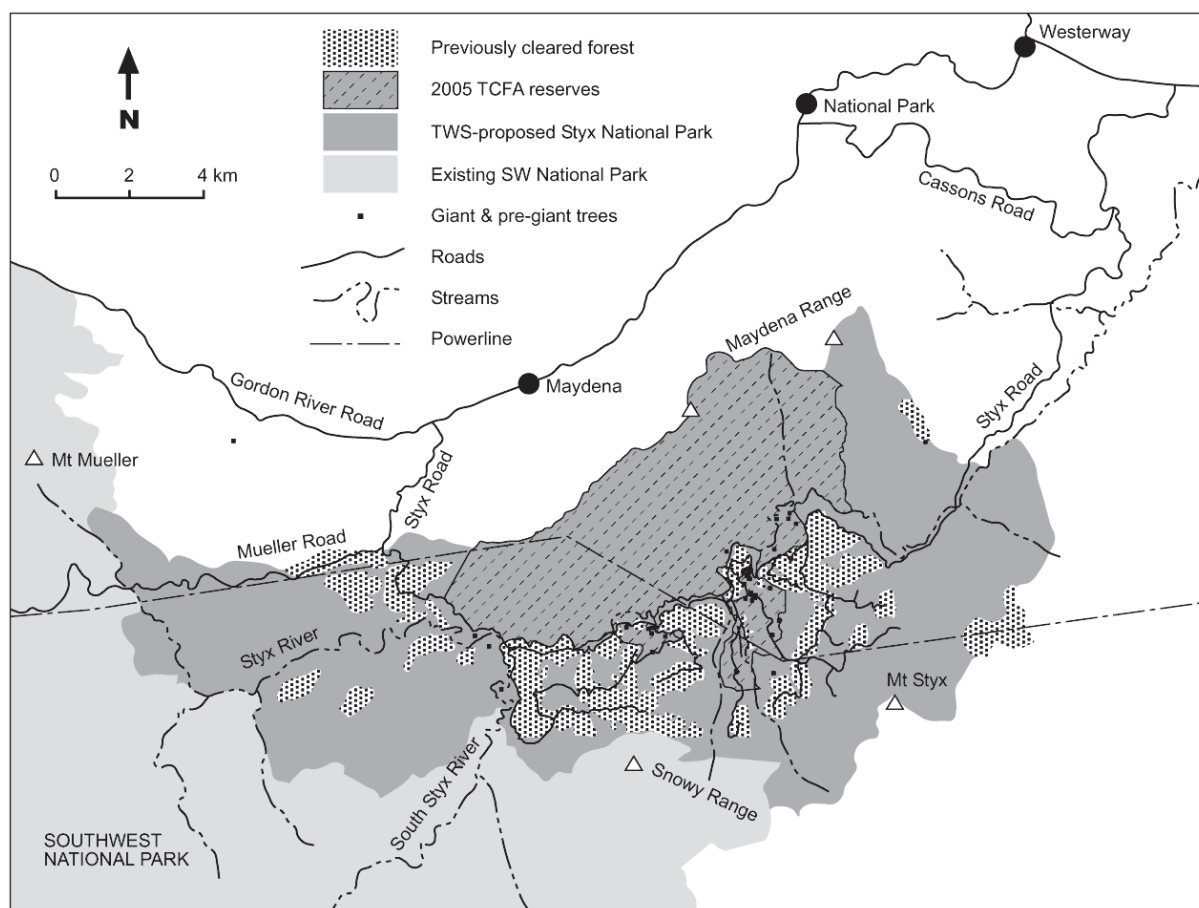 Westerway
Previously cleared forest
2005 TCFA reserves
National Park
N
TWS-proposed Styx National Park
0 2 4 km
Existing SW National Park
Cassons Road
Giant & pre-giant trees
Roads
Streams
Maydena Range
Powerline
Gordon River Road
Maydena
Styx Road
Mt Mueller
Styx Road
Mueller Road
Styx River
Mt Styx
South Styx River
Snowy Range
SOUTHWEST
NATIONAL PARK